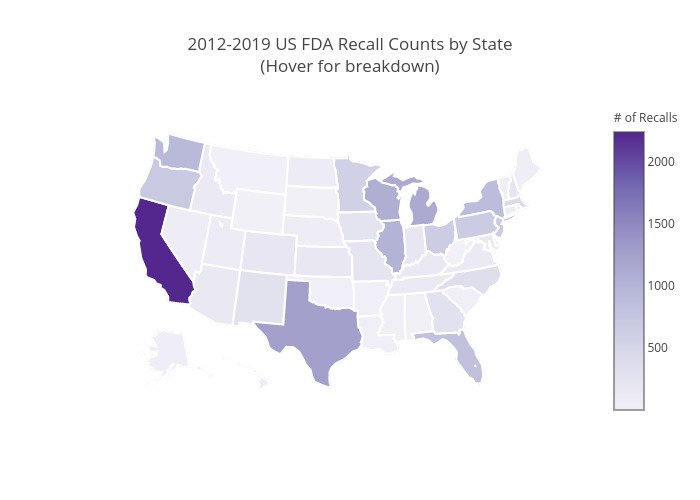 2012-2019 US FDA Recall Counts by State
(Hover for breakdown)
# of Recalls
2000
1500
1000
500